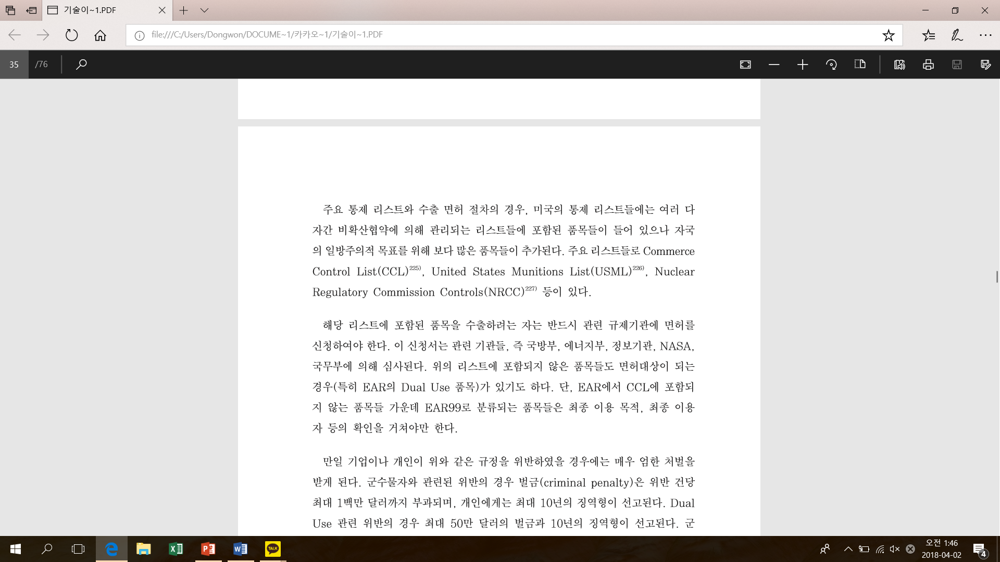 기술이~1.PDF
file:///C:/Users/Dongwon/DOCUME~1/카카오~1/기술이~1.PDF
35 /76
주요 통제 리스트와 수출 면허 절차의 경우, 미국의 통제 리스트들에는 여러 다
자간 비확산협약에 의해 관리되는 리스트들에 포함된 품목들이 들어 있으나 자국
의 일방주의적 목표를 위해 보다 많은 품목들이 추가된다. 주요 리스트들로 Commerce
Control List(CCL)225), United States Munitions List(USML)226), Nuclear
Regulatory Commission Controls(NRCC)227) 등이 있다.
해당 리스트에 포함된 품목을 수출하려는 자는 반드시 관련 규제기관에 면허를
신청하여야 한다. 이 신청서는 관련 기관들, 즉 국방부, 에너지부, 정보기관, NASA,
국무부에 의해 심사된다. 위의 리스트에 포함되지 않은 품목들도 면허대상이 되는
경우(특히 EAR의 Dual Use 품목)가 있기도 하다. 단, EAR에서 CCL에 포함되
지 않는 품목들 가운데 EAR99로 분류되는 품목들은 최종 이용 목적, 최종 이용
자 등의 확인을 거쳐야만 한다.
만일 기업이나 개인이 위와 같은 규정을 위반하였을 경우에는 매우 엄한 처벌을
받게 된다. 군수물자와 관련된 위반의 경우 벌금(criminal penalty)은 위반 건당
최대 1백만 달러까지 부과되며, 개인에게는 최대 10년의 징역형이 선고된다. Dual
Use 관련 위반의 경우 최대 50만 달러의 벌금과 10년의 징역형이 선고된다. 군
TALK
오전 1:46
2018-04-02
4